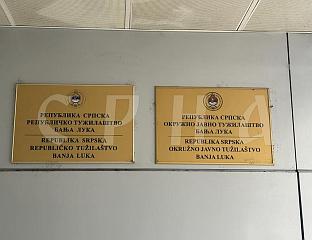 РЕПУБЛИКА СРПСКА
РЕПУБЛИЧКО ТУЖИЛАШТВО
БАЊА ЛУКА
REPUBLIKA SRPSKA
REPUBLIČKO TUŽILAŠTVO
BANJA LUKA
РЕПУБЛИКА СРПСКА
ОКРУЖНО ЈАВНО ТУЖИЛАШТВО
БАЊА ЛУКА
REPUBLIKA SRPSKA
OKRUŽNO JAVNO TUŽILAŠTVO
BANJA LUKA
СРНА